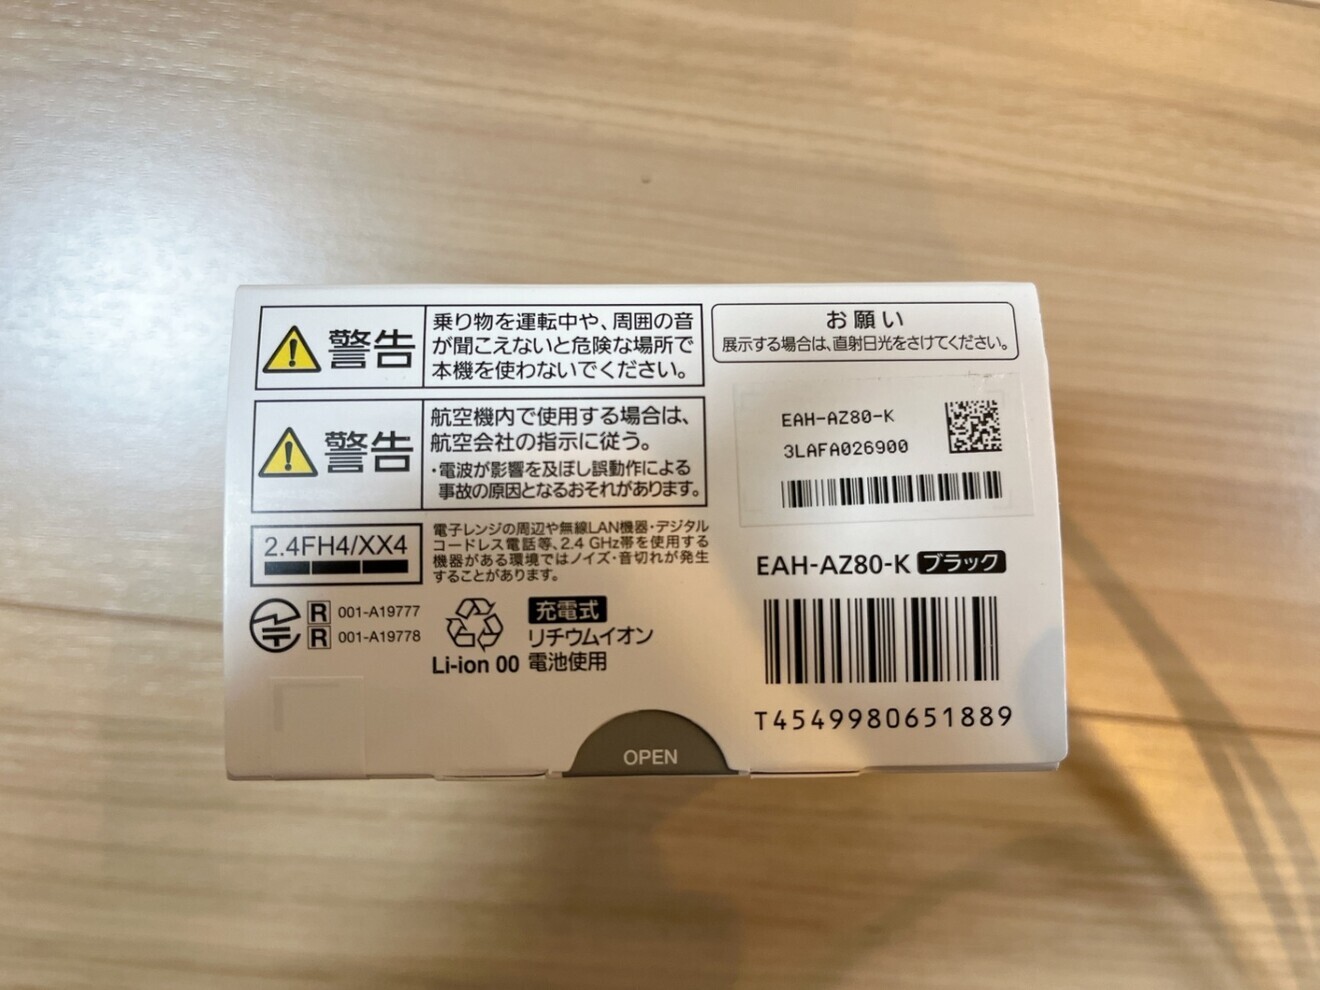 警告
乗り物を運転中や、周囲の音
が聞こえないと危険な場所で
本機を使わないでください。
警告
航空機内で使用する場合は、
航空会社の指示に従う。
・電波が影響を及ぼし誤動作による
事故の原因となるおそれがあります。
2.4FH4/XX4
電子レンジの周辺や無線LAN機器・デジタル
コードレス電話等、2.4 GHz帯を使用する
機器がある環境ではノイズ・音切れが発生
することがあります。
R 001-A19777
R 001-A19778
Li-ion 00
充電式
リチウムイオン
電池使用
お願い
展示する場合は、直射日光をさけてください。
EAH-AZ80-K
3LAFA026900
EAH-AZ80-K ブラック
T4549980651889
OPEN